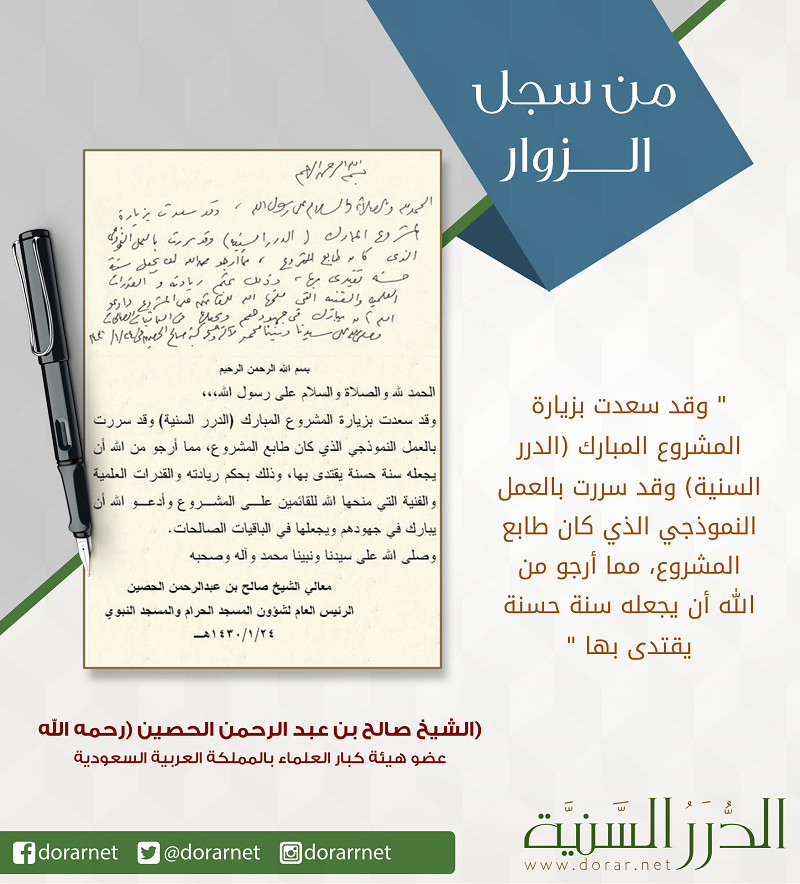 من سجل
الــــزوار
بسم الله الرحمن الرحيم
الحمد لله والصلاة والسلام على رسول الله ، وقد سعدت بزيارة
المشروع المبارك ( الدرر السنية ) وقد سررت بالعمل النموذجي
الذي كان طابع المشروع ، مما أرجو من الله أن يجعله سنة
حسنة يقتدى بها ، وذلك بحكم ريادته و القدرات
العلمية والفنية التي منحها الله للقائمين على المشروع وأدعو
الله أن يبارك في جهودهم ويجعلها في الباقيات الصالحات
وصلى الله على سيدنا ونبينا محمد وآله وصحبه صالح الحصين
بسم الله الرحمن الرحيم
الحمد لله والصلاة والسلام على رسول الله،،،
وقد سعدت بزيارة المشروع المبارك (الدرر السنية) وقد سررت
بالعمل النموذجي الذي كان طابع المشروع، مما أرجو من الله أن
يجعله سنة حسنة يقتدى بها، وذلك بحكم ريادته والقدرات العلمية
والفنية التي منحها الله للقائمين علـــى المشـــروع وأدعـــو الله أن
يبارك في جهودهم ويجعلها في الباقيات الصالحات.
وصلى الله على سيدنا ونبينا محمد وآله وصحبه
معالي الشيخ صالح بن عبدالرحمن الحصين
الرئيس العام لشؤون المسجد الحرام والمسجد النبوي
١٤٣٠/١/٢٤هـــ
" وقد سعدت بزيارة
المشروع المبارك (الدرر
السنية) وقد سررت بالعمل
النموذجي الذي كان طابع
المشروع، مما أرجو من
الله أن يجعله سنة حسنة
يقتدى بها "
(الشيخ صالح بن عبد الرحمن الحصين (رحمه الله
عضو هيئة كبار العلماء بالمملكة العربية السعودية
dorarnet @dorarnet dorarrnet
الدُّرَرُ السَّنيَّة
www.dorar.net